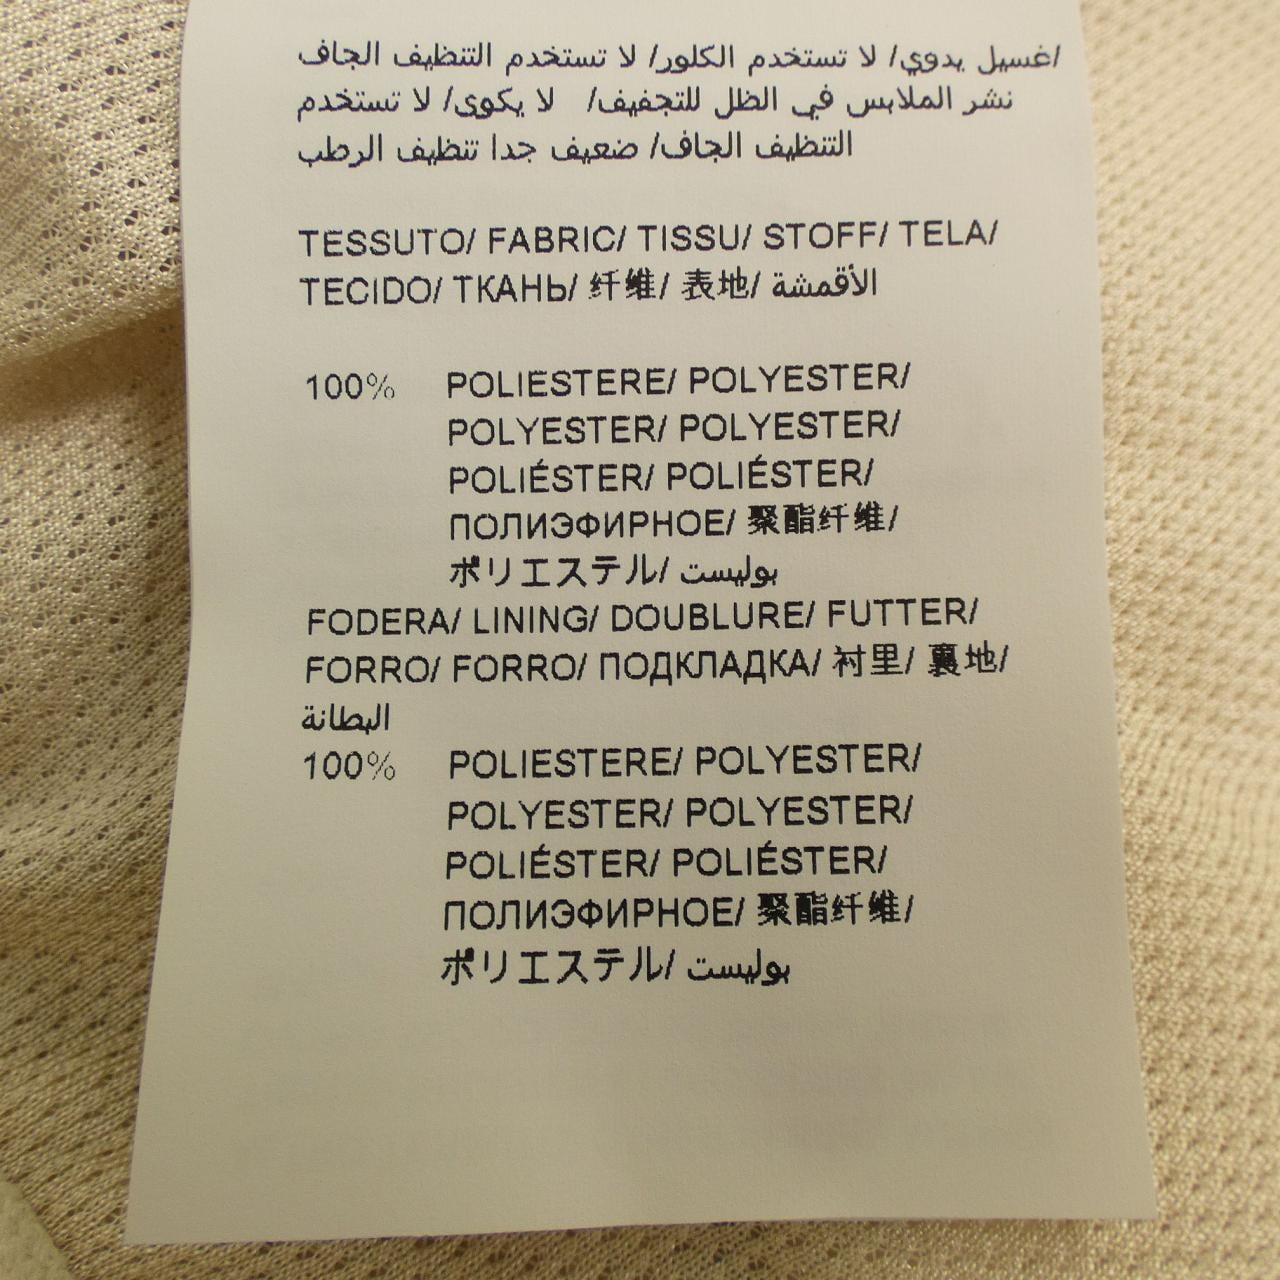 غسيل يدوي/ لا تستخدم الكلور/ لا تستخدم التنظيف الجاف/
نشر الملابس في الظل للتجفيف/ لا يكوى/ لا تستخدم
التنظيف الجاف/ ضعيف جدا تنظيف الرطب
TESSUTO/ FABRIC/ TISSU/ STOFF/ TELA/
TECIDO/ ТКАНЬ/ 纤维/ 表地/ الأقمشة
100% POLIESTERE/ POLYESTER/
POLYESTER/ POLYESTER/
POLIÉSTER/ POLIÉSTER/
ПОЛИЭФИРНОЕ/ 聚酯纤维/
ポリエステル/ بوليست
FODERA/ LINING/ DOUBLURE/ FUTTER/
FORRO/ FORRO/ ПОДКЛАДКА/ 衬里/ 裏地/
البطانة
100% POLIESTERE/ POLYESTER/
POLYESTER/ POLYESTER/
POLIÉSTER/ POLIÉSTER/
ПОЛИЭФИРНОЕ/ 聚酯纤维/
ポリエステル/ بوليست